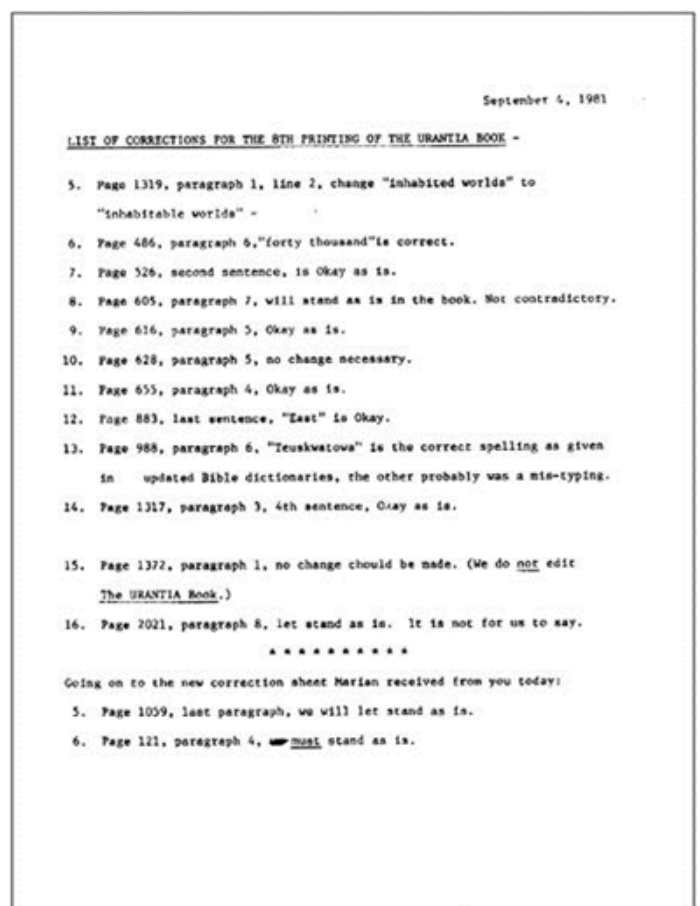 September 4, 1981
LIST OF CORRECTIONS FOR THE 8TH PRINTING OF THE URANTIA BOOK -
5. Page 1319, paragraph 1, line 2, change "inhabited worlds" to
"inhabitable worlds" -
6. Page 486, paragraph 6,"forty thousand"is correct.
7. Page 526, second sentence, is Okay as is.
8. Page 605, paragraph 7, will stand as is in the book. Not contradictory.
9. Page 616, paragraph 5, Okay as is.
10. Page 628, paragraph 5, no change necessary.
11. Page 655, paragraph 4, Okay as is.
12. Page 883, last sentence, "East" is Okay.
13. Page 988, paragraph 6, "Teuskwatowa" is the correct spelling as given
in updated Bible dictionaries, the other probably was a mis-typing.
14. Page 1317, paragraph 3, 4th sentence, Okay as is.
15. Page 1372, paragraph 1, no change chould be made. (We do not edit
The URANTIA Book.)
16. Page 2021, paragraph 8, let stand as is. It is not for us to say.
* * * * * * * * * *
Going on to the new correction sheet Marian received from you today:
5. Page 1059, last paragraph, we will let stand as is.
6. Page 121, paragraph 4, must stand as is.